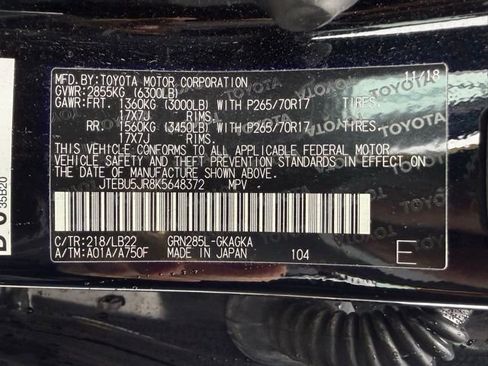 MFD. BY:TOYOTA MOTOR CORPORATION 11/18
GVWR:2855KG (6300LB)
GAWR:FRT. 1360KG (3000LB) WITH P265/70R17 TIRES.
17X7J RIMS.
RR. 1560KG (3450LB) WITH P265/70R17 TIRES.
17X7J RIMS.
THIS VEHICLE CONFORMS TO ALL APPLICABLE FEDERAL MOTOR
VEHICLE SAFETY AND THEFT PREVENTION STANDARDS IN EFFECT ON
THE DATE OF MANUFACTURE SHOWN ABOVE.
JTEBU5JR8K5648372 MPV
C/TR:218/LB22 GRN285L-GKAGKA
A/TM:A01A/A750F MADE IN JAPAN 104
E
35B20
TOYOTA